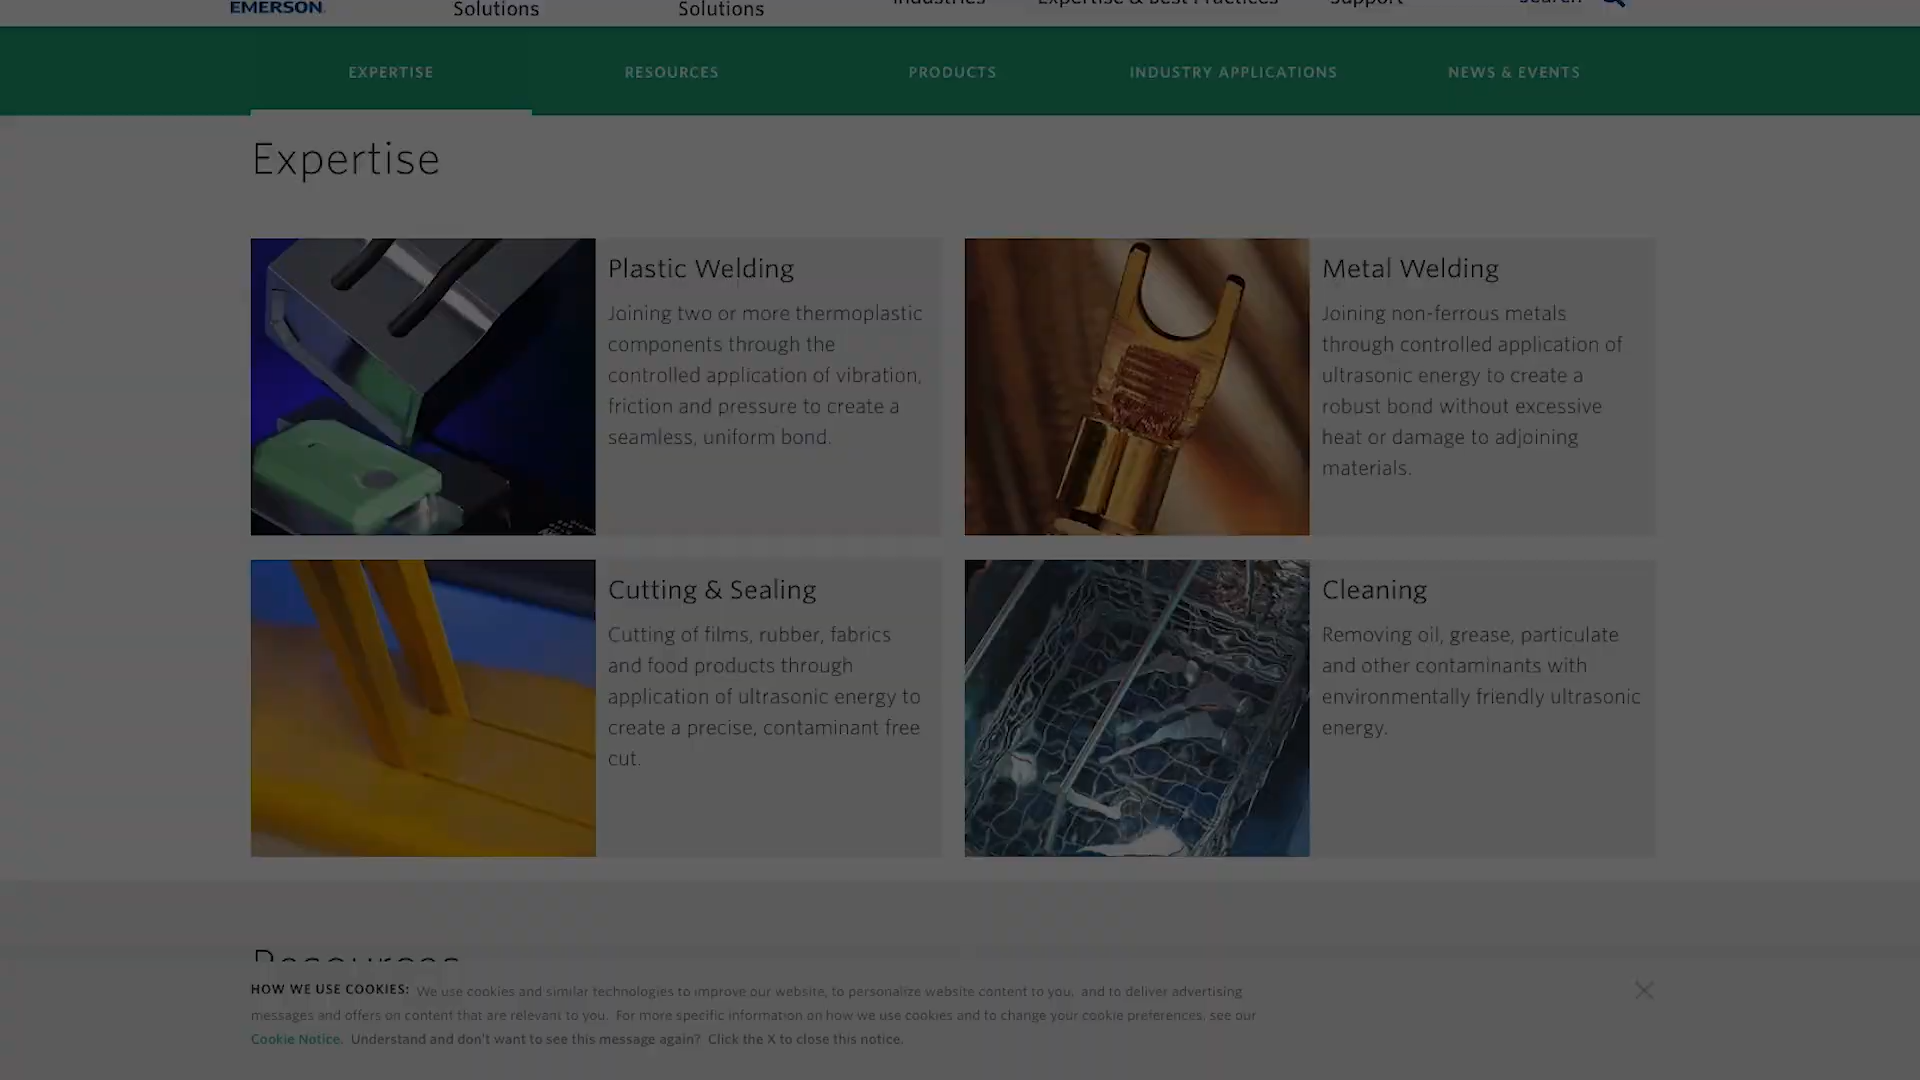 EMERSON
Solutions
Solutions
Industries
Expertise & Best Practices
Support
Search
EXPERTISE
RESOURCES
PRODUCTS
INDUSTRY APPLICATIONS
NEWS & EVENTS
Expertise
Plastic Welding
Joining two or more thermoplastic
components through the
controlled application of vibration,
friction and pressure to create a
seamless, uniform bond.
Metal Welding
Joining non-ferrous metals
through controlled application of
ultrasonic energy to create a
robust bond without excessive
heat or damage to adjoining
materials.
Cutting & Sealing
Cutting of films, rubber, fabrics
and food products through
application of ultrasonic energy to
create a precise, contaminant free
cut.
Cleaning
Removing oil, grease, particulate
and other contaminants with
environmentally friendly ultrasonic
energy.
Resources
HOW WE USE COOKIES: We use cookies and similar technologies to improve our website, to personalize website content to you, and to deliver advertising
messages and offers on content that are relevant to you. For more specific information on how we use cookies and to change your cookie preferences, see our
Cookie Notice. Understand and don't want to see this message again? Click the X to close this notice.